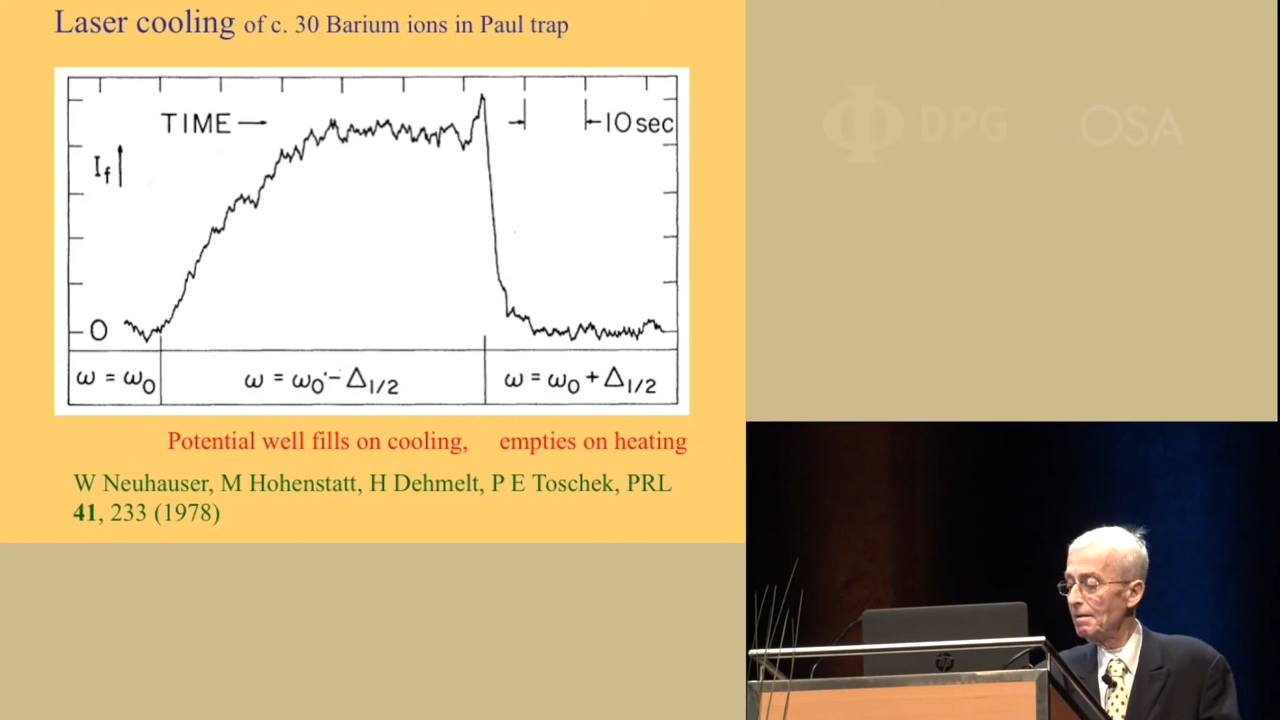 Laser cooling of c. 30 Barium ions in Paul trap
TIME
10 sec
If
0
ω = ω0
ω = ω0 - Δ1/2
ω = ω0 + Δ1/2
Potential well fills on cooling, empties on heating
W Neuhauser, M Hohenstatt, H Dehmelt, P E Toschek, PRL
41, 233 (1978)
DPG OSA
hp